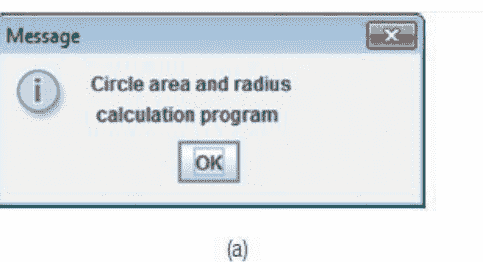 Message
Circle area and radius
calculation program
OK
(a)